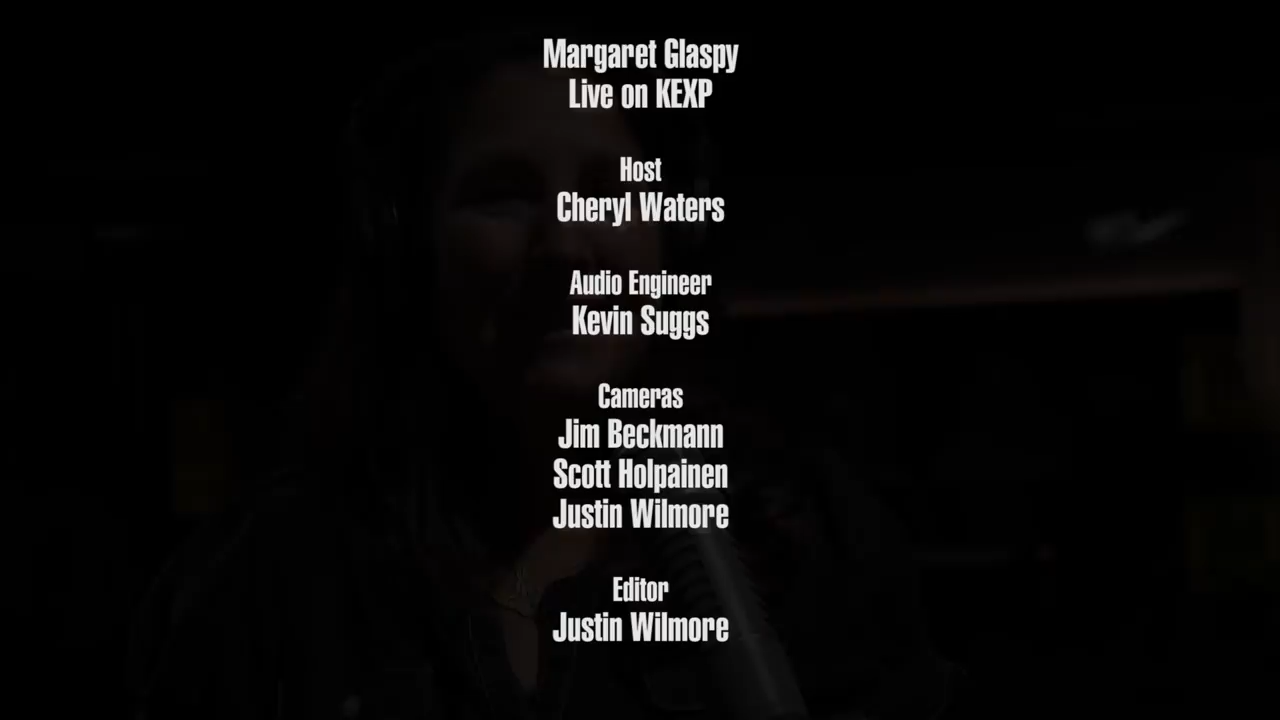 Margaret Glaspy
Live on KEXP
Host
Cheryl Waters
Audio Engineer
Kevin Suggs
Cameras
Jim Beckmann
Scott Holpainen
Justin Wilmore
Editor
Justin Wilmore